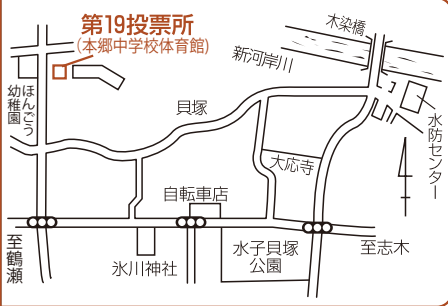 第19投票所
(本郷中学校体育館)
木染橋
新河岸川
ほんごう
幼稚園
貝塚
水防センター
大応寺
自転車店
至鶴瀬
氷川神社
水子貝塚
公園
至志木